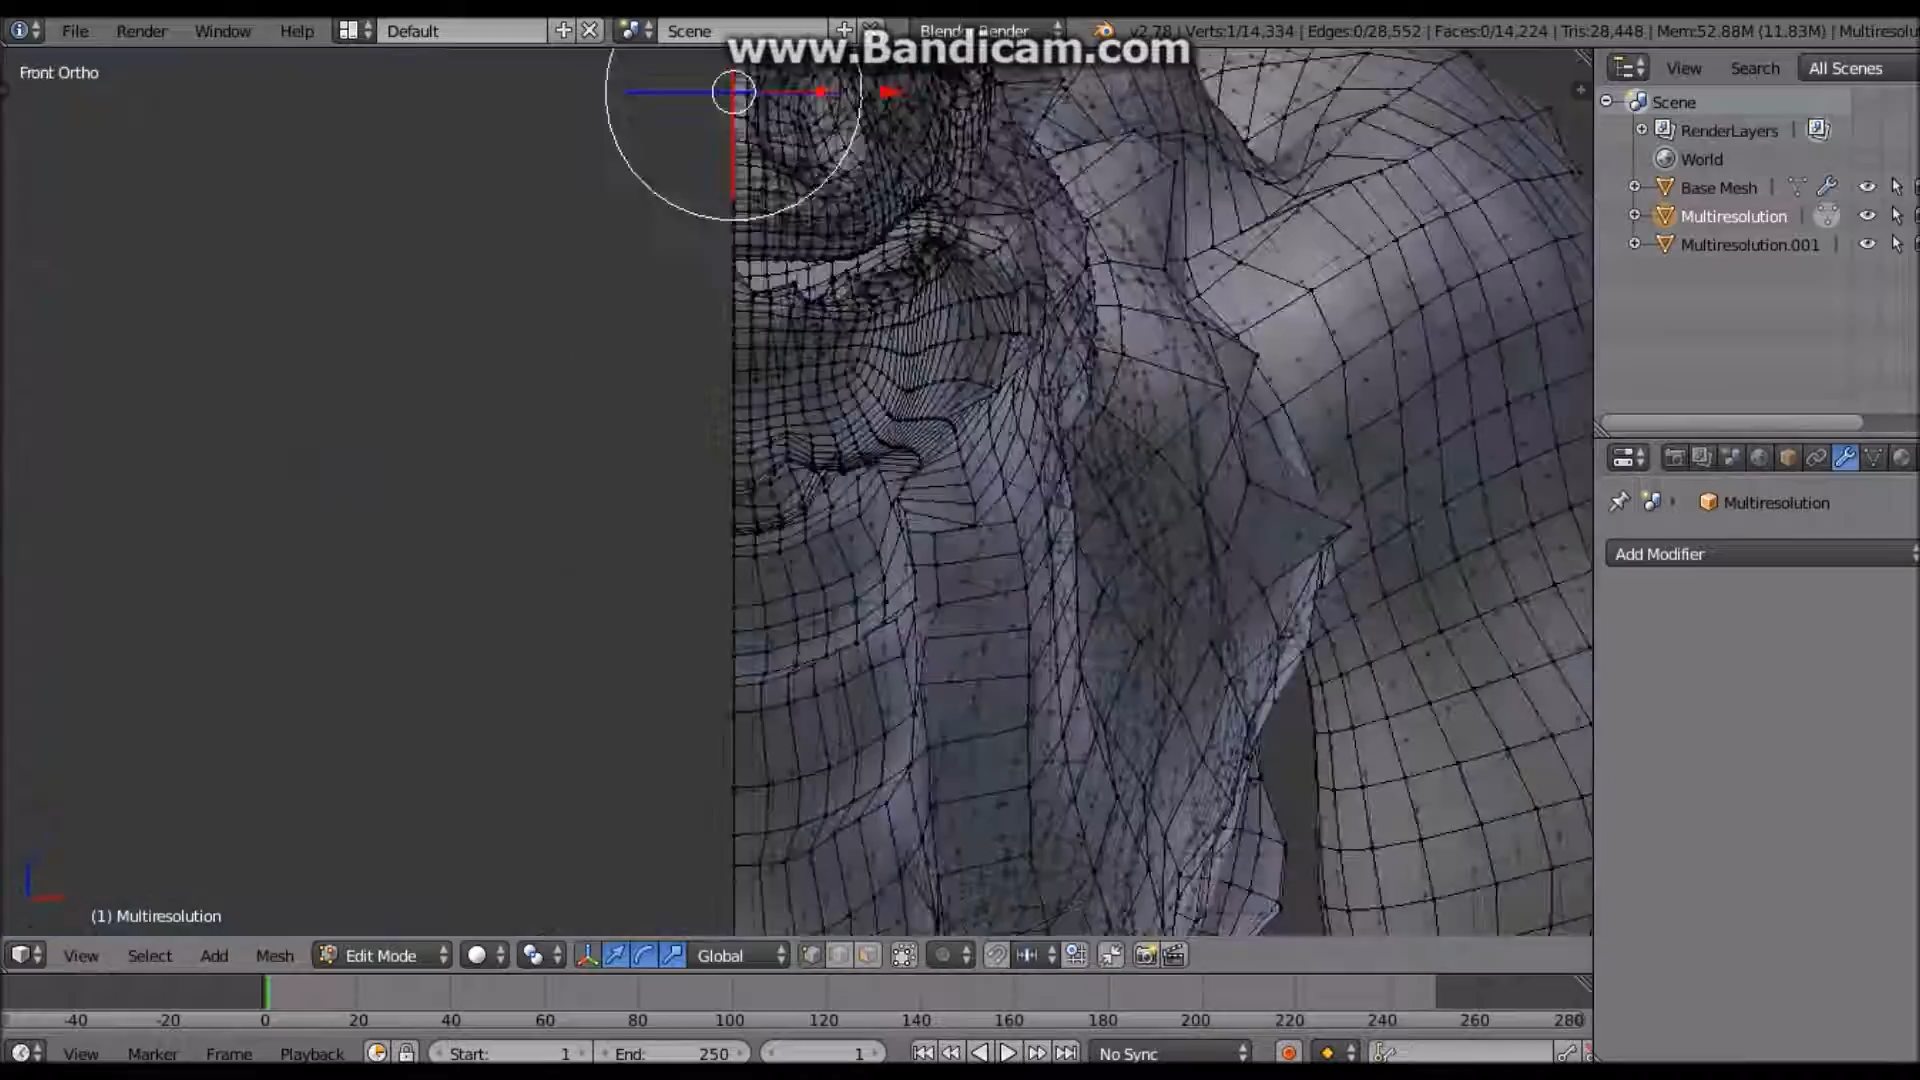 File Render Window Help Default Scene Blender Render v2.78 | Verts:1/14,334 | Edges:0/28,552 | Faces:0/14,224 | Tris:28,448 | Mem:52.88M (11.83M) | Multiresolu
www.Bandicam.com
Front Ortho
View Search All Scenes
Scene
RenderLayers
World
Base Mesh
Multiresolution
Multiresolution.001
Multiresolution
Add Modifier
(1) Multiresolution
View Select Add Mesh Edit Mode Global
-40 -20 0 20 40 60 80 100 120 140 160 180 200 220 240 260 280
View Marker Frame Playback Start: 1 End: 250 1 No Sync